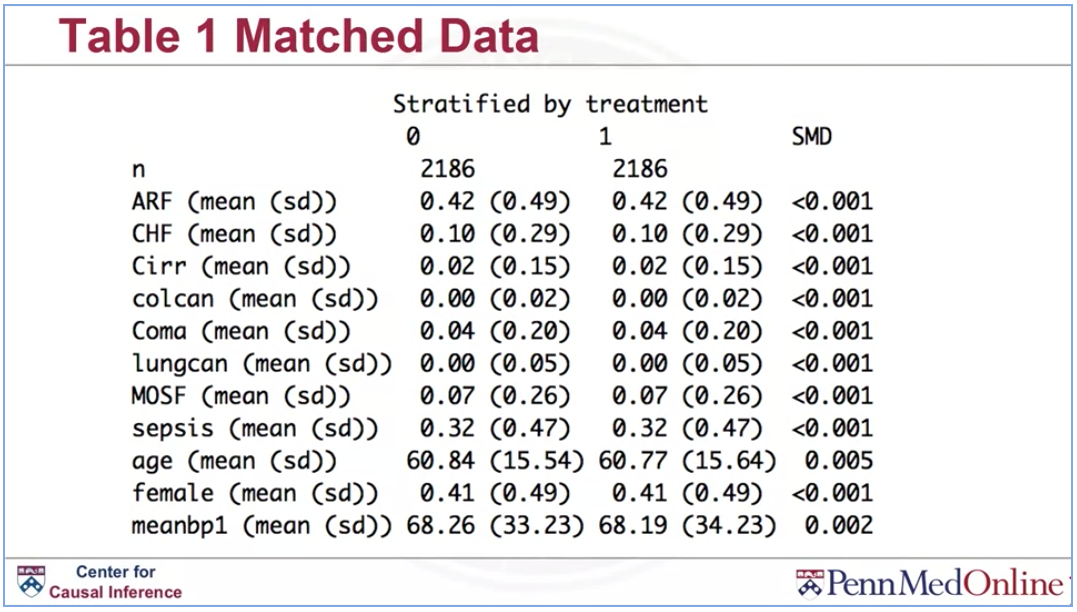 Table 1 Matched Data
Stratified by treatment
0 1 SMD
n 2186 2186
ARF (mean (sd)) 0.42 (0.49) 0.42 (0.49) <0.001
CHF (mean (sd)) 0.10 (0.29) 0.10 (0.29) <0.001
Cirr (mean (sd)) 0.02 (0.15) 0.02 (0.15) <0.001
colcan (mean (sd)) 0.00 (0.02) 0.00 (0.02) <0.001
Coma (mean (sd)) 0.04 (0.20) 0.04 (0.20) <0.001
lungcan (mean (sd)) 0.00 (0.05) 0.00 (0.05) <0.001
MOSF (mean (sd)) 0.07 (0.26) 0.07 (0.26) <0.001
sepsis (mean (sd)) 0.32 (0.47) 0.32 (0.47) <0.001
age (mean (sd)) 60.84 (15.54) 60.77 (15.64) 0.005
female (mean (sd)) 0.41 (0.49) 0.41 (0.49) <0.001
meanbp1 (mean (sd)) 68.26 (33.23) 68.19 (34.23) 0.002
Center for
Causal Inference
PennMedOnline